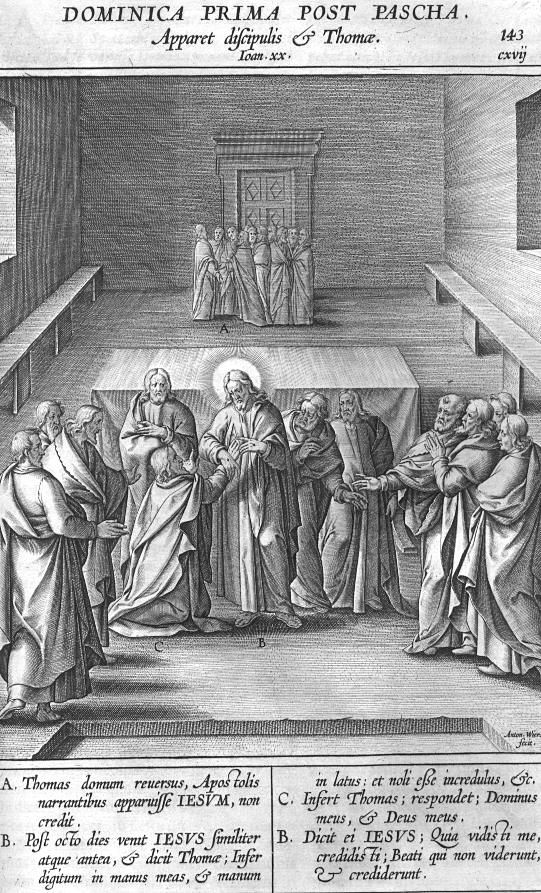 DOMINICA PRIMA POST PASCHA.
Apparet discipulis & Thomæ.
143
Ioan. xx.
cxvij
A
C
B
Anton. Wier.
fecit.
A. Thomas domum reuersus, Apostolis
narrantibus apparuisse IESVM, non
credit.
B. Post octo dies venit IESVS similiter
atque antea, & dicit Thomæ; Infer
digitum in manus meas, & manum
in latus: et noli esse incredulus, &c.
C. Infert Thomas; respondet; Dominus
meus, & Deus meus.
B. Dicit ei IESVS; Quia vidisti me,
credidisti; Beati qui non viderunt,
& crediderunt.